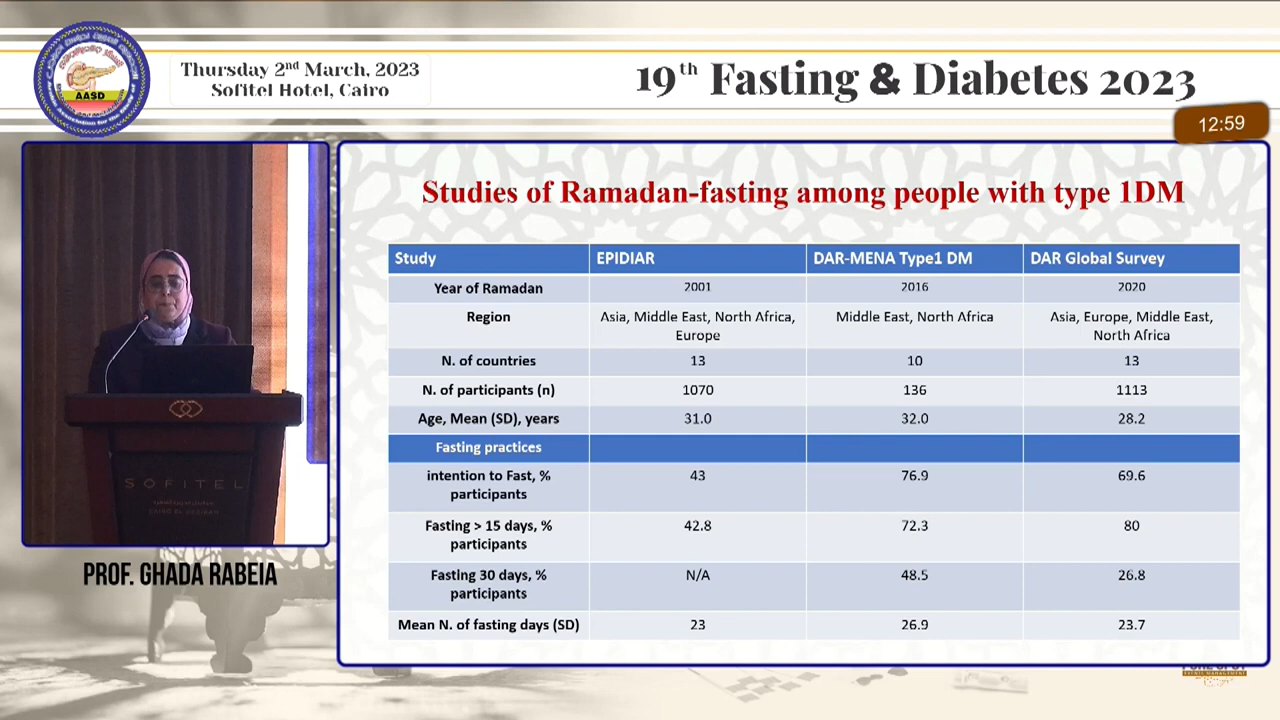 Thursday 2nd March, 2023
Sofitel Hotel, Cairo
19th Fasting & Diabetes 2023
AASD
12:59
Studies of Ramadan-fasting among people with type 1DM
Study EPIDIAR DAR-MENA Type1 DM DAR Global Survey
Year of Ramadan 2001 2016 2020
Region Asia, Middle East, North Africa, Europe Middle East, North Africa Asia, Europe, Middle East, North Africa
N. of countries 13 10 13
N. of participants (n) 1070 136 1113
Age, Mean (SD), years 31.0 32.0 28.2
Fasting practices
intention to Fast, % participants 43 76.9 69.6
Fasting > 15 days, % participants 42.8 72.3 80
Fasting 30 days, % participants N/A 48.5 26.8
Mean N. of fasting days (SD) 23 26.9 23.7
SOFITEL
PROF. GHADA RABEIA
EVENTS MANAGEMENT